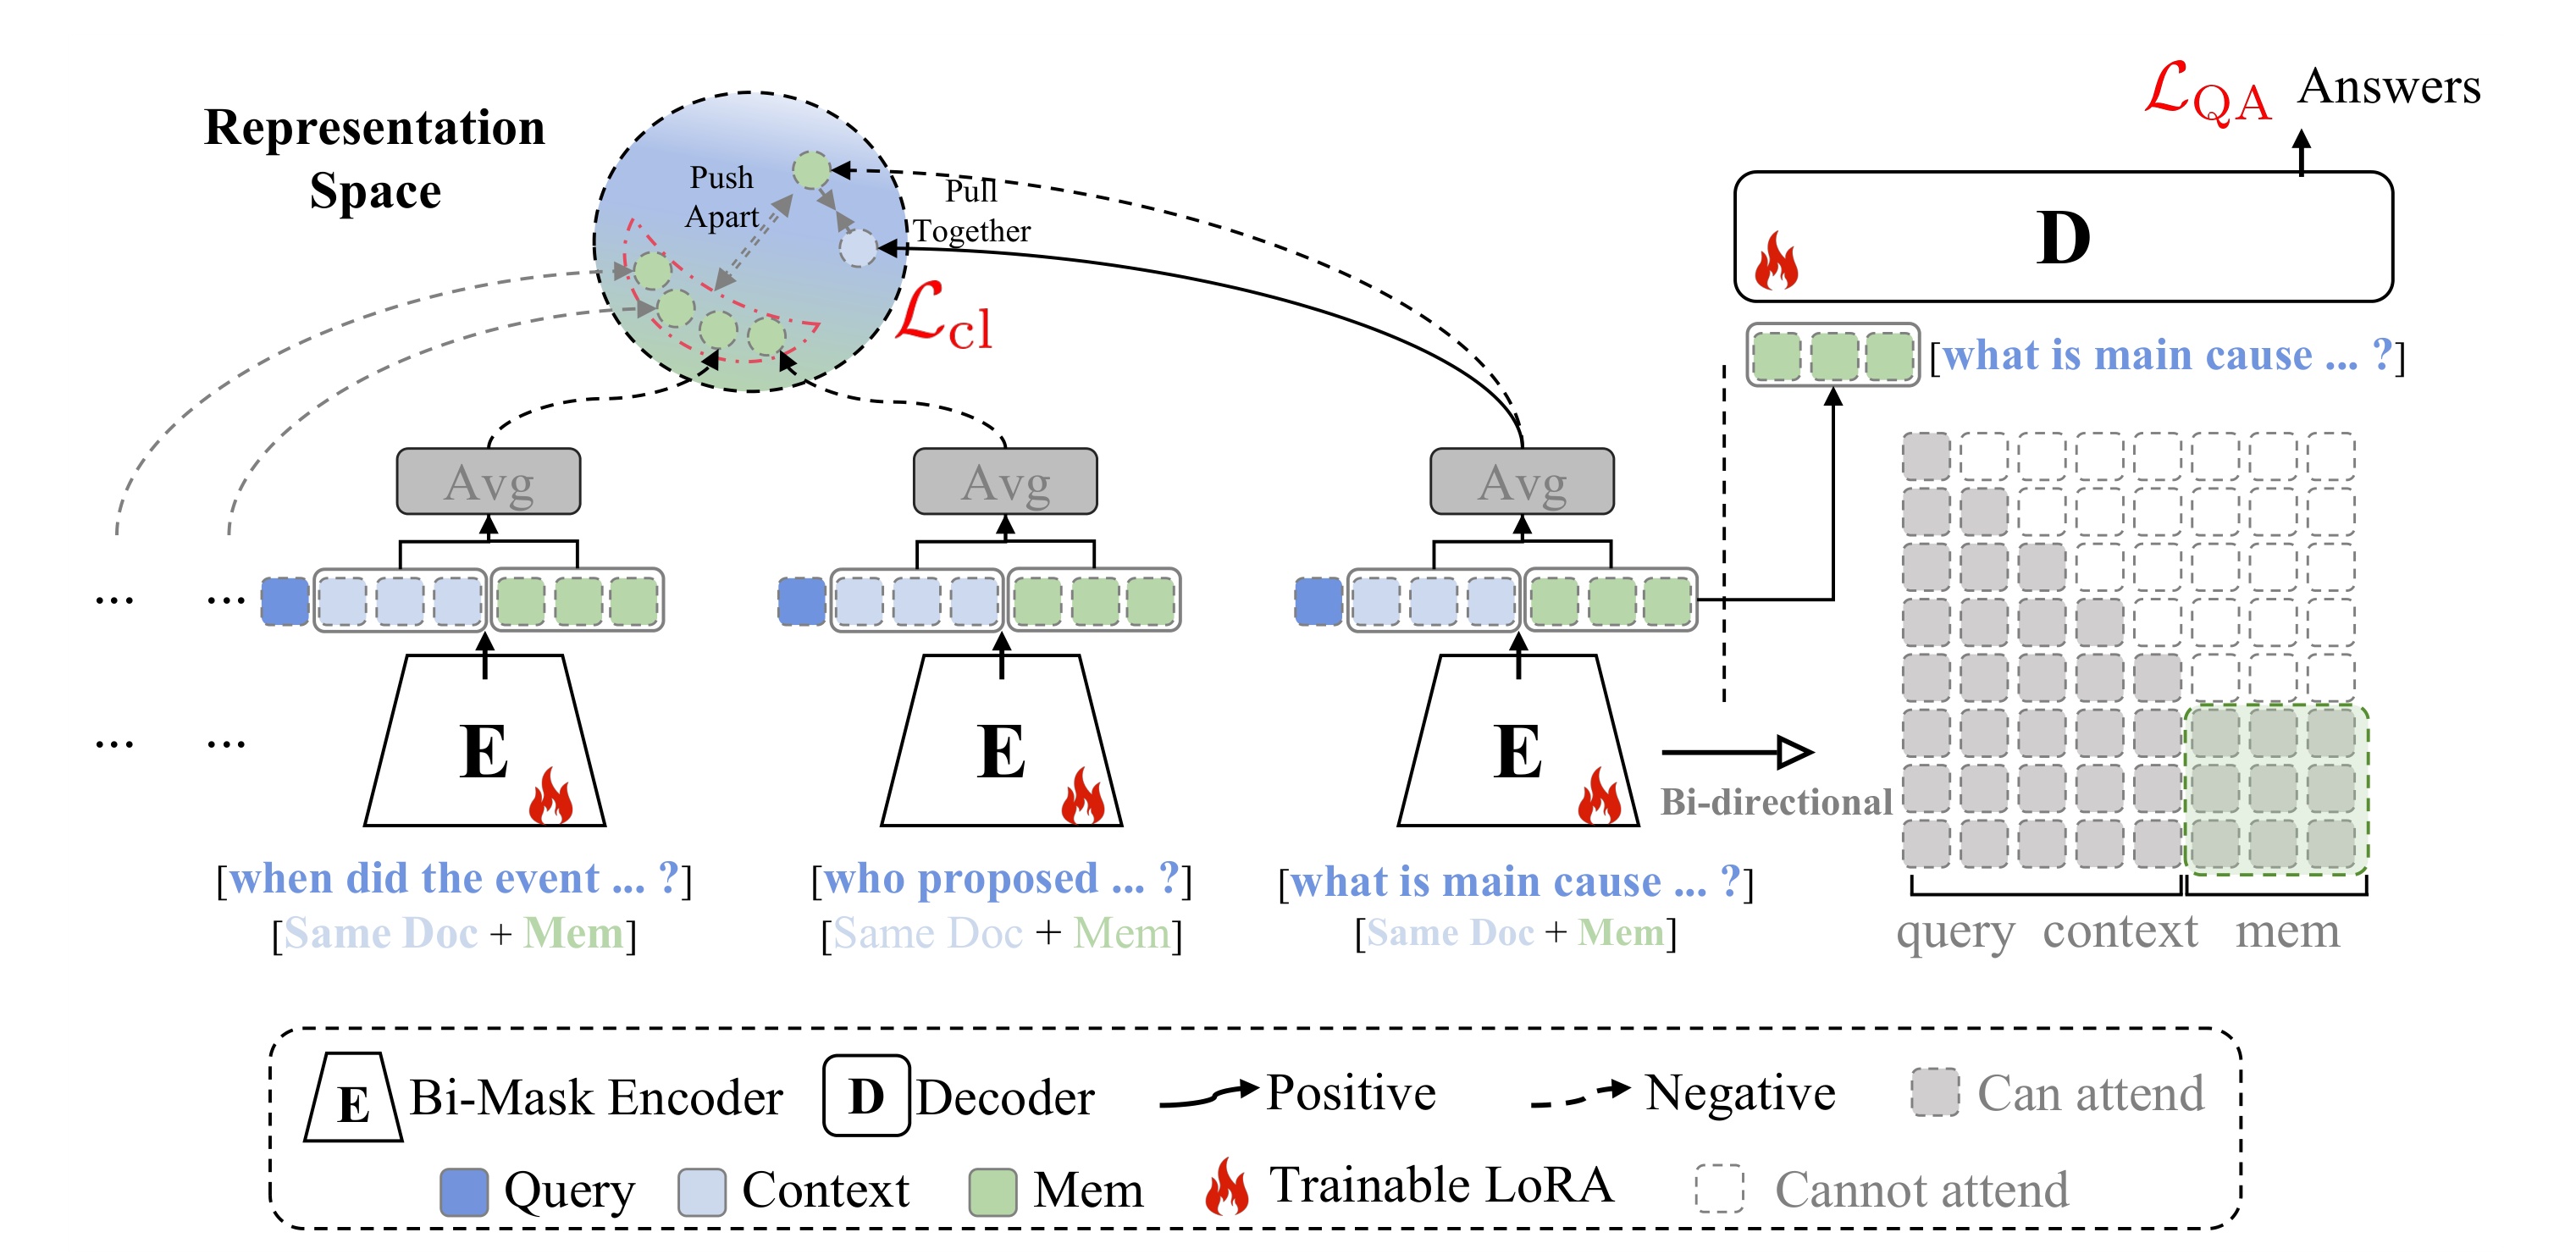 Representation
Space
Push
Apart
Pull
Together
ℒcl
ℒQA Answers
D
[what is main cause ... ?]
Avg
Avg
Avg
...
...
...
...
E
E
E
Bi-directional
[when did the event ... ?]
[Same Doc + Mem]
[who proposed ... ?]
[Same Doc + Mem]
[what is main cause ... ?]
[Same Doc + Mem]
query context mem
E Bi-Mask Encoder
D Decoder
Positive
Negative
Can attend
Query
Context
Mem
Trainable LoRA
Cannot attend